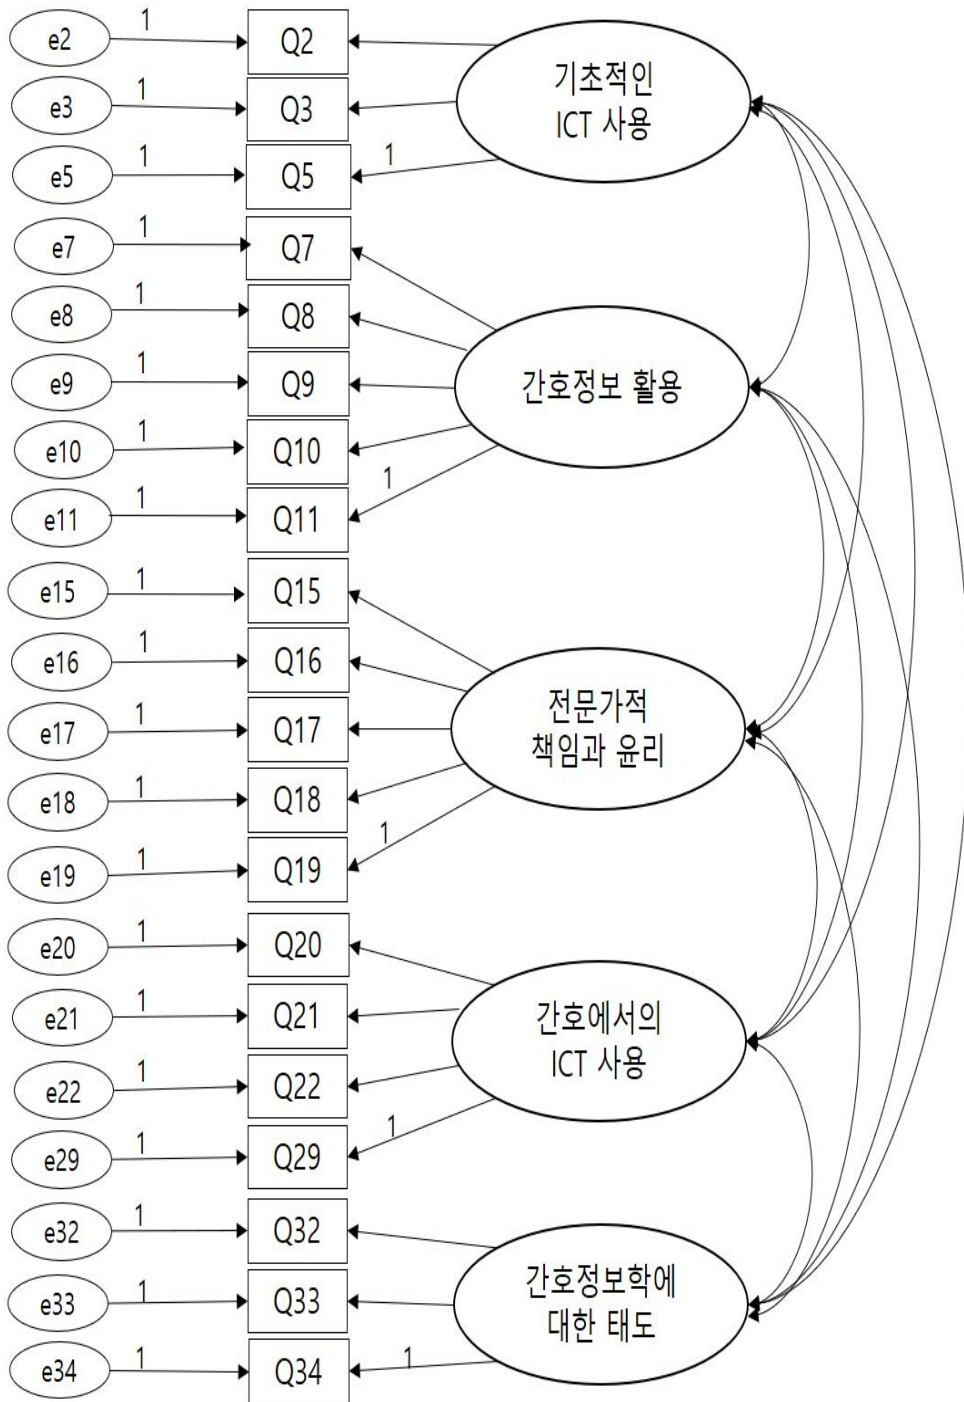 e2 1 Q2
e3 1 Q3
e5 1 Q5 1
기초적인
ICT 사용
e7 1 Q7
e8 1 Q8
e9 1 Q9
e10 1 Q10
e11 1 Q11 1
간호정보 활용
e15 1 Q15
e16 1 Q16
e17 1 Q17
e18 1 Q18
e19 1 Q19 1
전문가적
책임과 윤리
e20 1 Q20
e21 1 Q21
e22 1 Q22
e29 1 Q29 1
간호에서의
ICT 사용
e32 1 Q32
e33 1 Q33
e34 1 Q34 1
간호정보학에
대한 태도